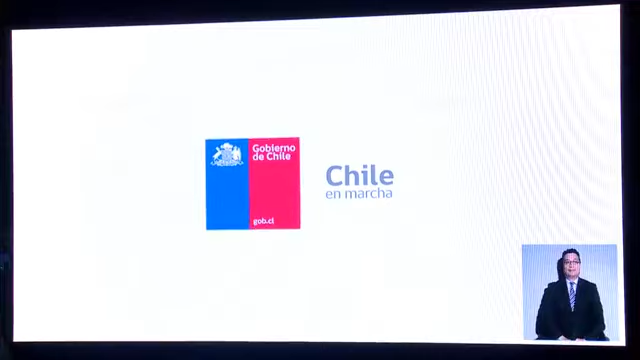 Gobierno
de Chile
gob.cl
Chile
en marcha